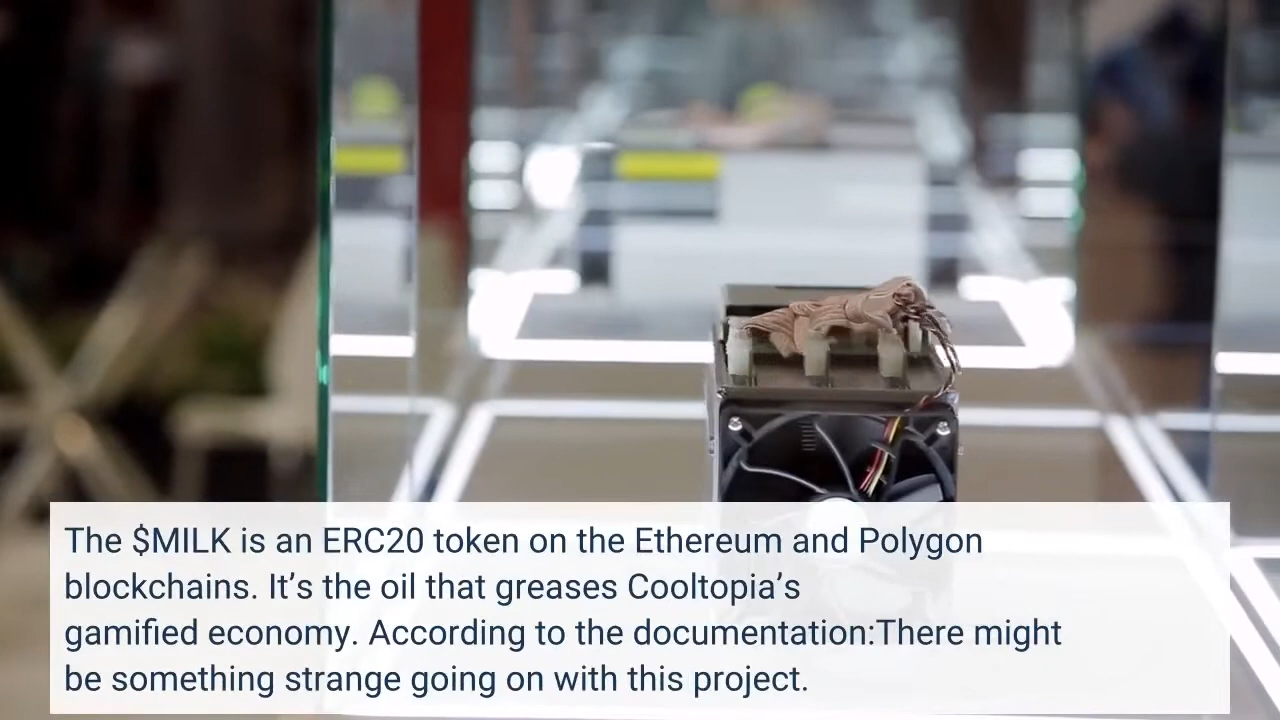 The $MILK is an ERC20 token on the Ethereum and Polygon
blockchains. It’s the oil that greases Cooltopia’s
gamified economy. According to the documentation:There might
be something strange going on with this project.